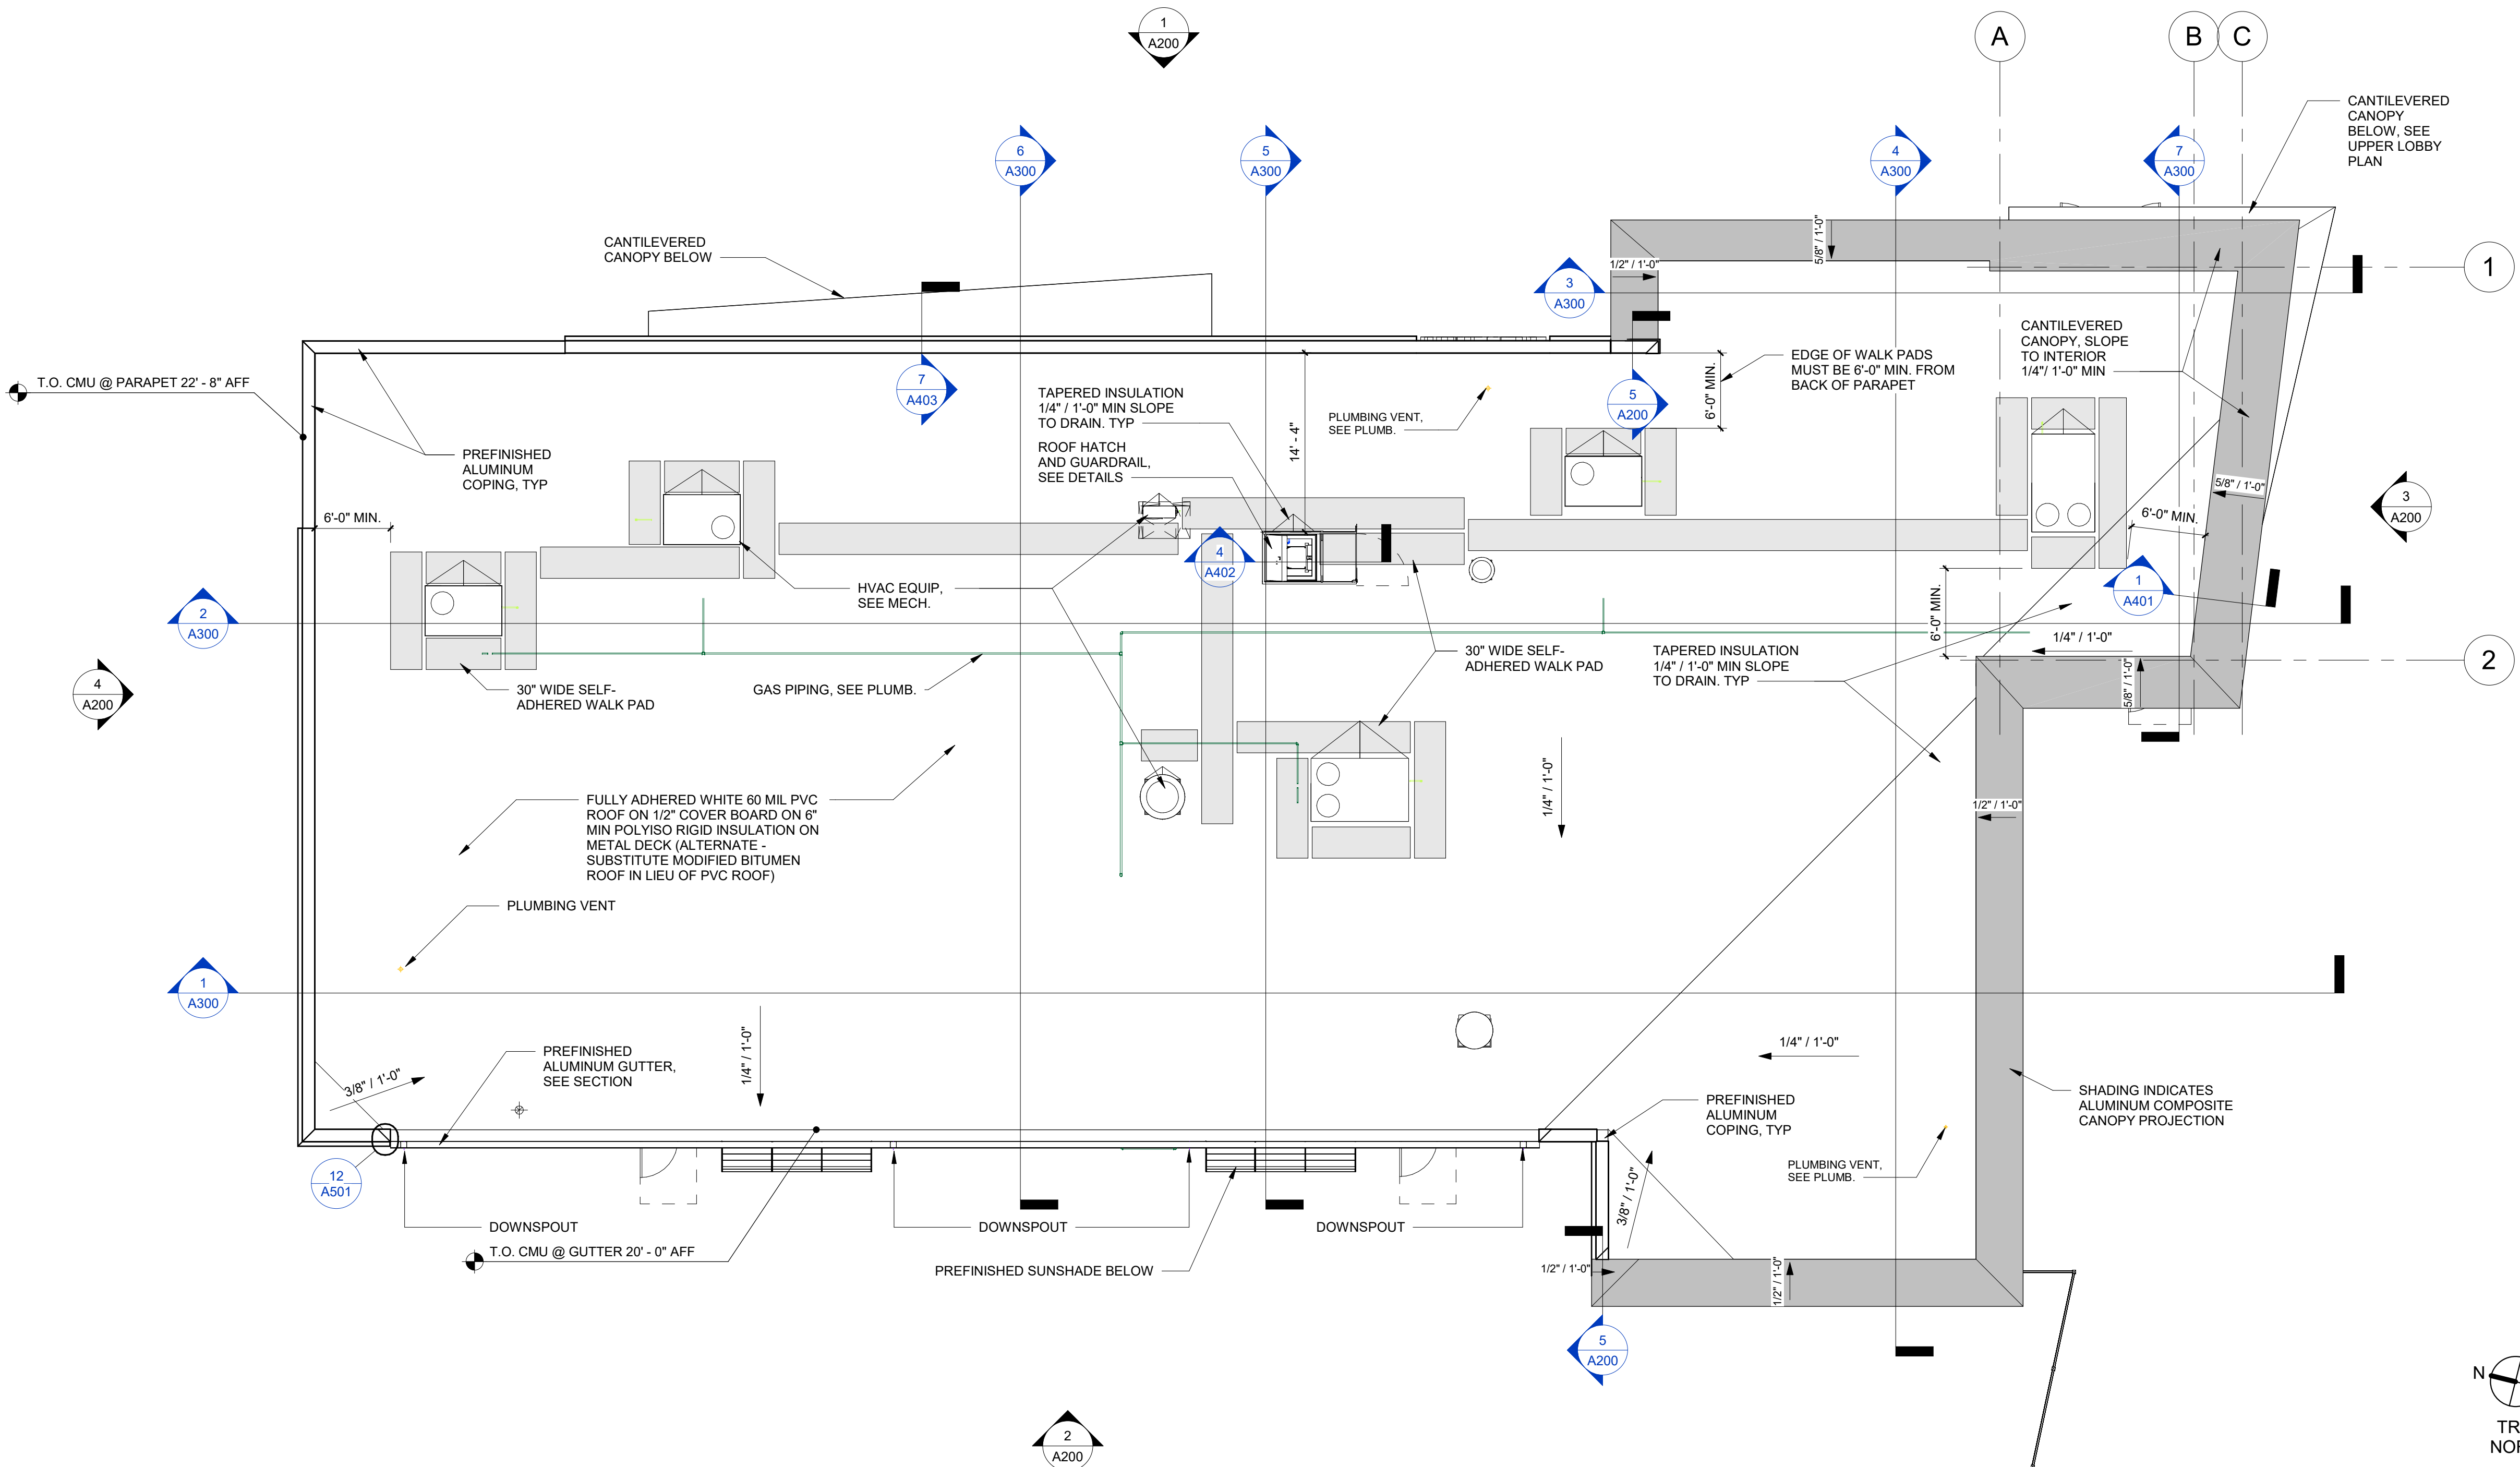 1
A200
A
B
C
CANTILEVERED
CANOPY
BELOW, SEE
UPPER LOBBY
PLAN
6
A300
5
A300
4
A300
7
A300
CANTILEVERED
CANOPY BELOW
5/8" / 1'-0"
1/2" / 1'-0"
3
A300
1
T.O. CMU @ PARAPET 22' - 8" AFF
7
A403
TAPERED INSULATION
1/4" / 1'-0" MIN SLOPE
TO DRAIN. TYP
ROOF HATCH
AND GUARDRAIL,
SEE DETAILS
14' - 4"
PLUMBING VENT,
SEE PLUMB.
5
A200
6'-0" MIN.
EDGE OF WALK PADS
MUST BE 6'-0" MIN. FROM
BACK OF PARAPET
CANTILEVERED
CANOPY, SLOPE
TO INTERIOR
1/4"/ 1'-0" MIN
PREFINISHED
ALUMINUM
COPING, TYP
6'-0" MIN.
5/8" / 1'-0"
6'-0" MIN.
3
A200
4
A402
HVAC EQUIP,
SEE MECH.
1
A401
2
A300
6'-0" MIN.
1/4" / 1'-0"
5/8" / 1'-0"
2
4
A200
30" WIDE SELF-
ADHERED WALK PAD
GAS PIPING, SEE PLUMB.
30" WIDE SELF-
ADHERED WALK PAD
TAPERED INSULATION
1/4" / 1'-0" MIN SLOPE
TO DRAIN. TYP
1/4" / 1'-0"
1/2" / 1'-0"
FULLY ADHERED WHITE 60 MIL PVC
ROOF ON 1/2" COVER BOARD ON 6"
MIN POLYISO RIGID INSULATION ON
METAL DECK (ALTERNATE -
SUBSTITUTE MODIFIED BITUMEN
ROOF IN LIEU OF PVC ROOF)
PLUMBING VENT
1
A300
3/8" / 1'-0"
PREFINISHED
ALUMINUM GUTTER,
SEE SECTION
1/4" / 1'-0"
1/4" / 1'-0"
PREFINISHED
ALUMINUM
COPING, TYP
SHADING INDICATES
ALUMINUM COMPOSITE
CANOPY PROJECTION
PLUMBING VENT,
SEE PLUMB.
12
A501
3/8" / 1'-0"
DOWNSPOUT
DOWNSPOUT
DOWNSPOUT
T.O. CMU @ GUTTER 20' - 0" AFF
PREFINISHED SUNSHADE BELOW
1/2" / 1'-0"
1/2" / 1'-0"
5
A200
2
A200
N
TR
NOR